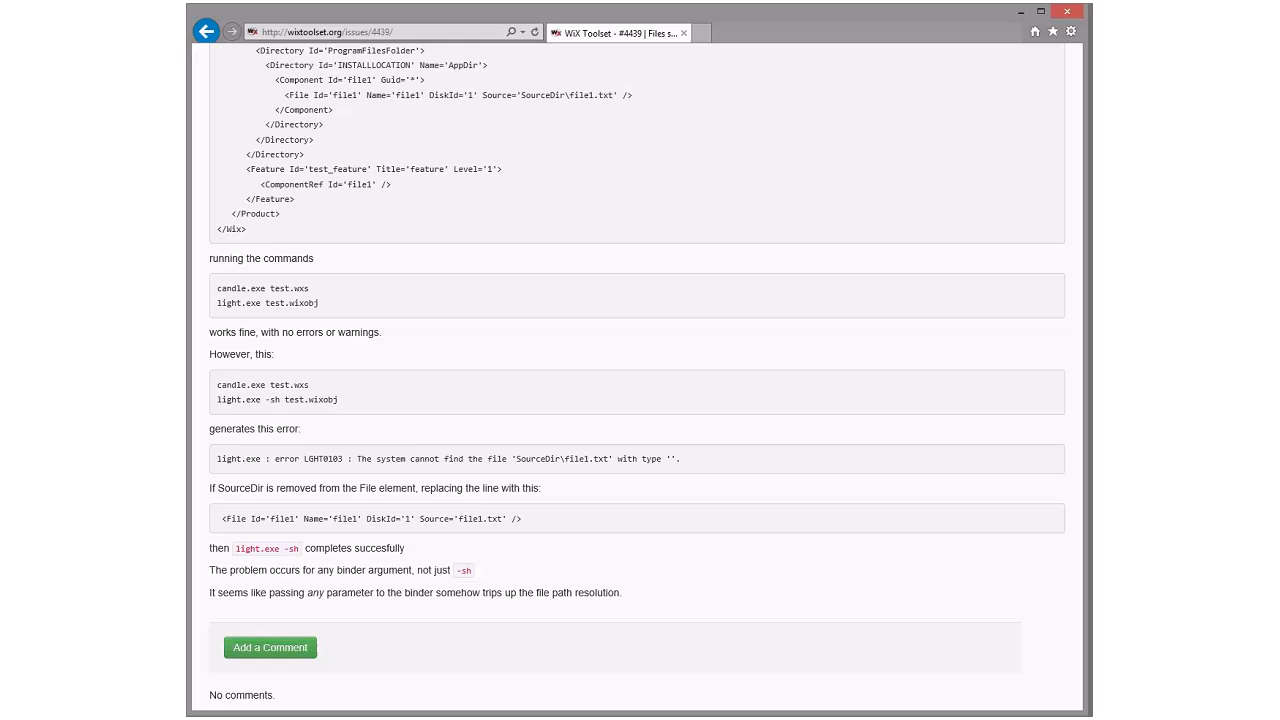 http://wixtoolset.org/issues/4439/
WiX Toolset - #4439 | Files s...
<Directory Id='ProgramFilesFolder'>
<Directory Id='INSTALLLOCATION' Name='AppDir'>
<Component Id='file1' Guid='*'>
<File Id='file1' Name='file1' DiskId='1' Source='SourceDir\file1.txt' />
</Component>
</Directory>
</Directory>
</Directory>
<Feature Id='test_feature' Title='feature' Level='1'>
<ComponentRef Id='file1' />
</Feature>
</Product>
</Wix>
running the commands
candle.exe test.wxs
light.exe test.wixobj
works fine, with no errors or warnings.
However, this:
candle.exe test.wxs
light.exe -sh test.wixobj
generates this error:
light.exe : error LGHT0103 : The system cannot find the file 'SourceDir\file1.txt' with type ''.
If SourceDir is removed from the File element, replacing the line with this:
<File Id='file1' Name='file1' DiskId='1' Source='file1.txt' />
then light.exe -sh completes succesfully
The problem occurs for any binder argument, not just -sh
It seems like passing any parameter to the binder somehow trips up the file path resolution.
Add a Comment
No comments.